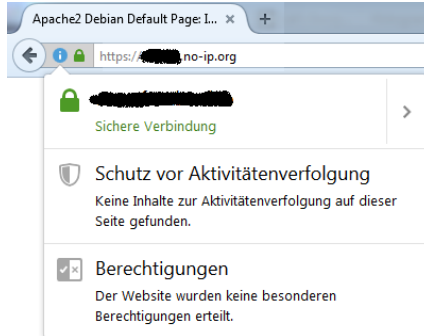 Apache2 Debian Default Page: I...
https://
.no-ip.org
Sichere Verbindung
Schutz vor Aktivitätenverfolgung
Keine Inhalte zur Aktivitätenverfolgung auf dieser
Seite gefunden.
Berechtigungen
Der Website wurden keine besonderen
Berechtigungen erteilt.